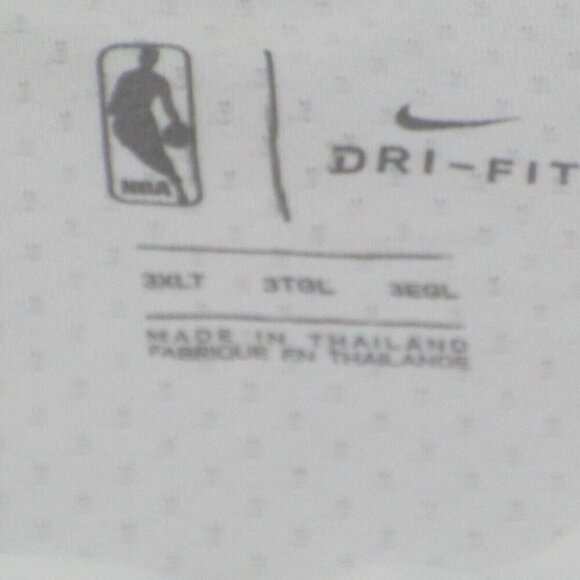 NBA
DRI-FIT
3XLT 3TGL 3EGL
MADE IN THAILAND
FABRIQUE EN THAILANDE